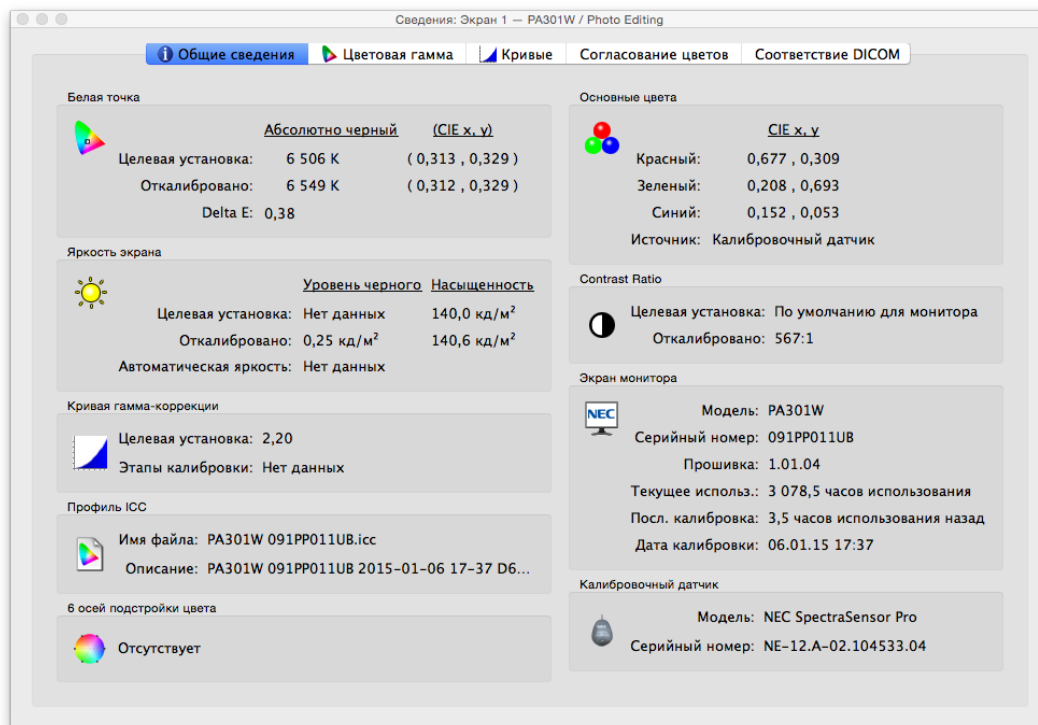 Сведения: Экран 1 — PA301W / Photo Editing
Общие сведения
Цветовая гамма
Кривые
Согласование цветов
Соответствие DICOM
Белая точка
Абсолютно черный (CIE x, y)
Целевая установка: 6 506 K ( 0,313 , 0,329 )
Откалибровано: 6 549 K ( 0,312 , 0,329 )
Delta E: 0,38
Яркость экрана
Уровень черного Насыщенность
Целевая установка: Нет данных 140,0 кд/м²
Откалибровано: 0,25 кд/м² 140,6 кд/м²
Автоматическая яркость: Нет данных
Кривая гамма-коррекции
Целевая установка: 2,20
Этапы калибровки: Нет данных
Профиль ICC
Имя файла: PA301W 091PP011UB.icc
Описание: PA301W 091PP011UB 2015-01-06 17-37 D6...
6 осей подстройки цвета
Отсутствует
Основные цвета
CIE x, y
Красный: 0,677 , 0,309
Зеленый: 0,208 , 0,693
Синий: 0,152 , 0,053
Источник: Калибровочный датчик
Contrast Ratio
Целевая установка: По умолчанию для монитора
Откалибровано: 567:1
Экран монитора
NEC
Модель: PA301W
Серийный номер: 091PP011UB
Прошивка: 1.01.04
Текущее использ.: 3 078,5 часов использования
Посл. калибровка: 3,5 часов использования назад
Дата калибровки: 06.01.15 17:37
Калибровочный датчик
Модель: NEC SpectraSensor Pro
Серийный номер: NE-12.A-02.104533.04